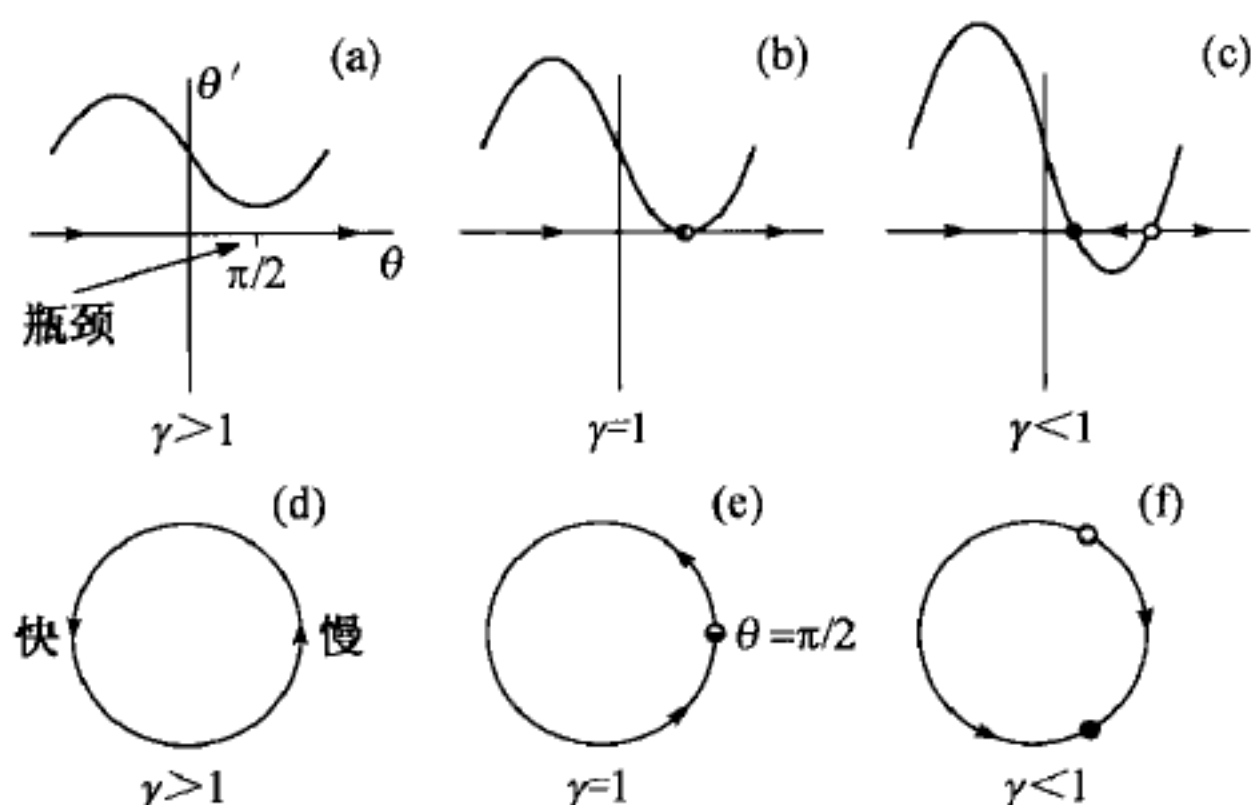 (a)
(b)
(c)
θ′
θ
π/2
瓶颈
γ>1
γ=1
γ<1
(d)
(e)
(f)
快
慢
θ=π/2
γ>1
γ=1
γ<1